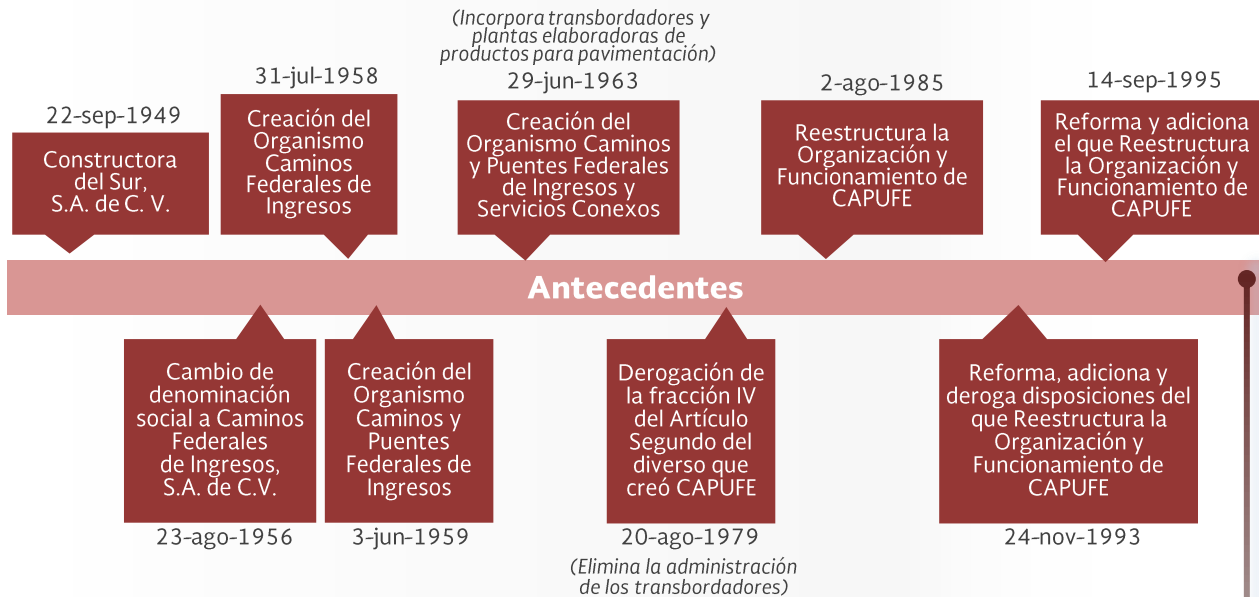 22-sep-1949
Constructora
del Sur,
S.A. de C. V.
31-jul-1958
Creación del
Organismo
Caminos
Federales de
Ingresos
(Incorpora transbordadores y
plantas elaboradoras de
productos para pavimentación)
29-jun-1963
Creación del
Organismo Caminos
y Puentes Federales
de Ingresos y
Servicios Conexos
2-ago-1985
Reestructura la
Organización y
Funcionamiento de
CAPUFE
14-sep-1995
Reforma y adiciona
el que Reestructura
la Organización y
Funcionamiento de
CAPUFE
Antecedentes
Cambio de
denominación
social a Caminos
Federales
de Ingresos,
S.A. de C.V.
23-ago-1956
Creación del
Organismo
Caminos y
Puentes
Federales de
Ingresos
3-jun-1959
Derogación de
la fracción IV
del Artículo
Segundo del
diverso que
creó CAPUFE
20-ago-1979
(Elimina la administración
de los transbordadores)
Reforma, adiciona y
deroga disposiciones del
que Reestructura la
Organización y
Funcionamiento de
CAPUFE
24-nov-1993